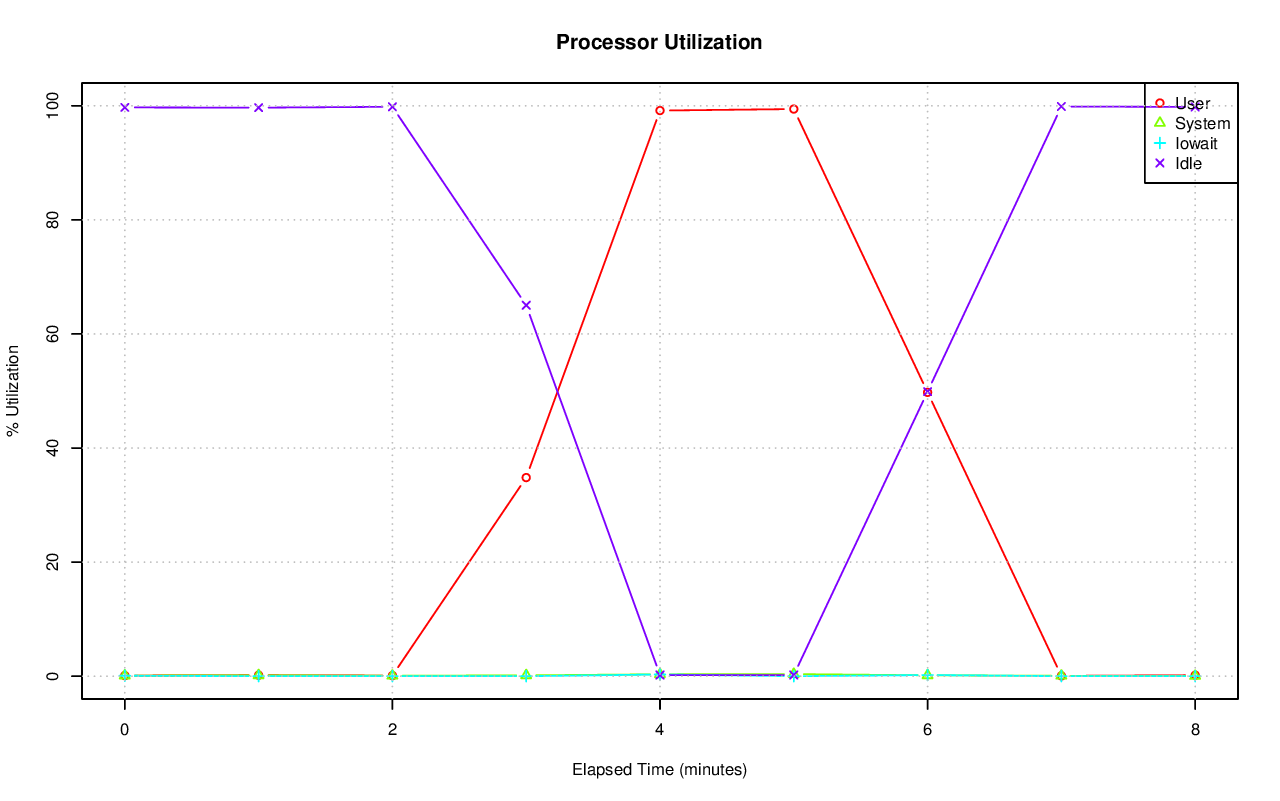 Processor Utilization
100
80
60
40
20
0
% Utilization
User
System
Iowait
Idle
0 2 4 6 8
Elapsed Time (minutes)